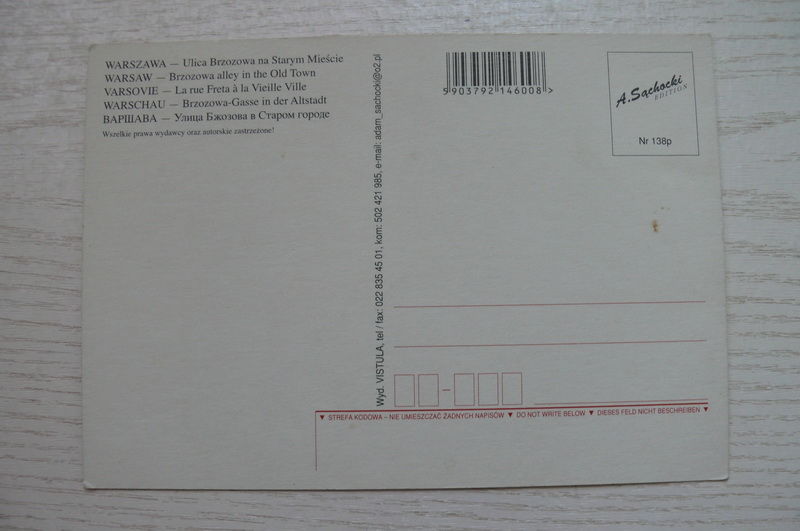 WARSZAWA — Ulica Brzozowa na Starym Mieście
WARSAW — Brzozowa alley in the Old Town
VARSOVIE — La rue Freta à la Vieille Ville
WARSCHAU — Brzozowa-Gasse in der Altstadt
ВАРШАВА — Улица Бжозова в Старом городе
Wszelkie prawa wydawcy oraz autorskie zastrzeżone!
Wyd. VISTULA, tel / fax: 022 835 45 01, kom: 502 421 985, e-mail: adam_sachocki@o2.pl
5 903792 146008 >
A. Sąchocki
EDITION
Nr 138p
▼ STREFA KODOWA – NIE UMIESZCZAĆ ŻADNYCH NAPISÓW ▼ DO NOT WRITE BELOW ▼ DIESES FELD NICHT BESCHREIBEN ▼